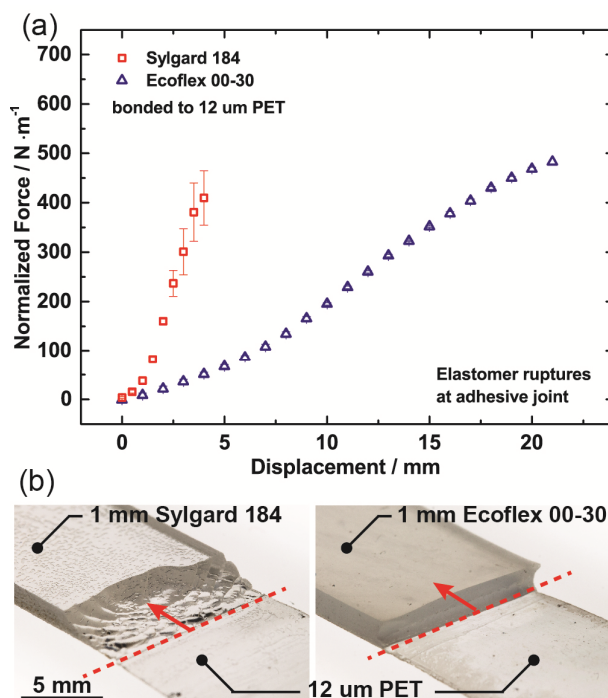 (a)
700
600
500
400
300
200
100
0
Normalized Force / N·m⁻¹
Sylgard 184
Ecoflex 00-30
bonded to 12 um PET
Elastomer ruptures
at adhesive joint
0 5 10 15 20
Displacement / mm
(b)
1 mm Sylgard 184
1 mm Ecoflex 00-30
5 mm
12 um PET